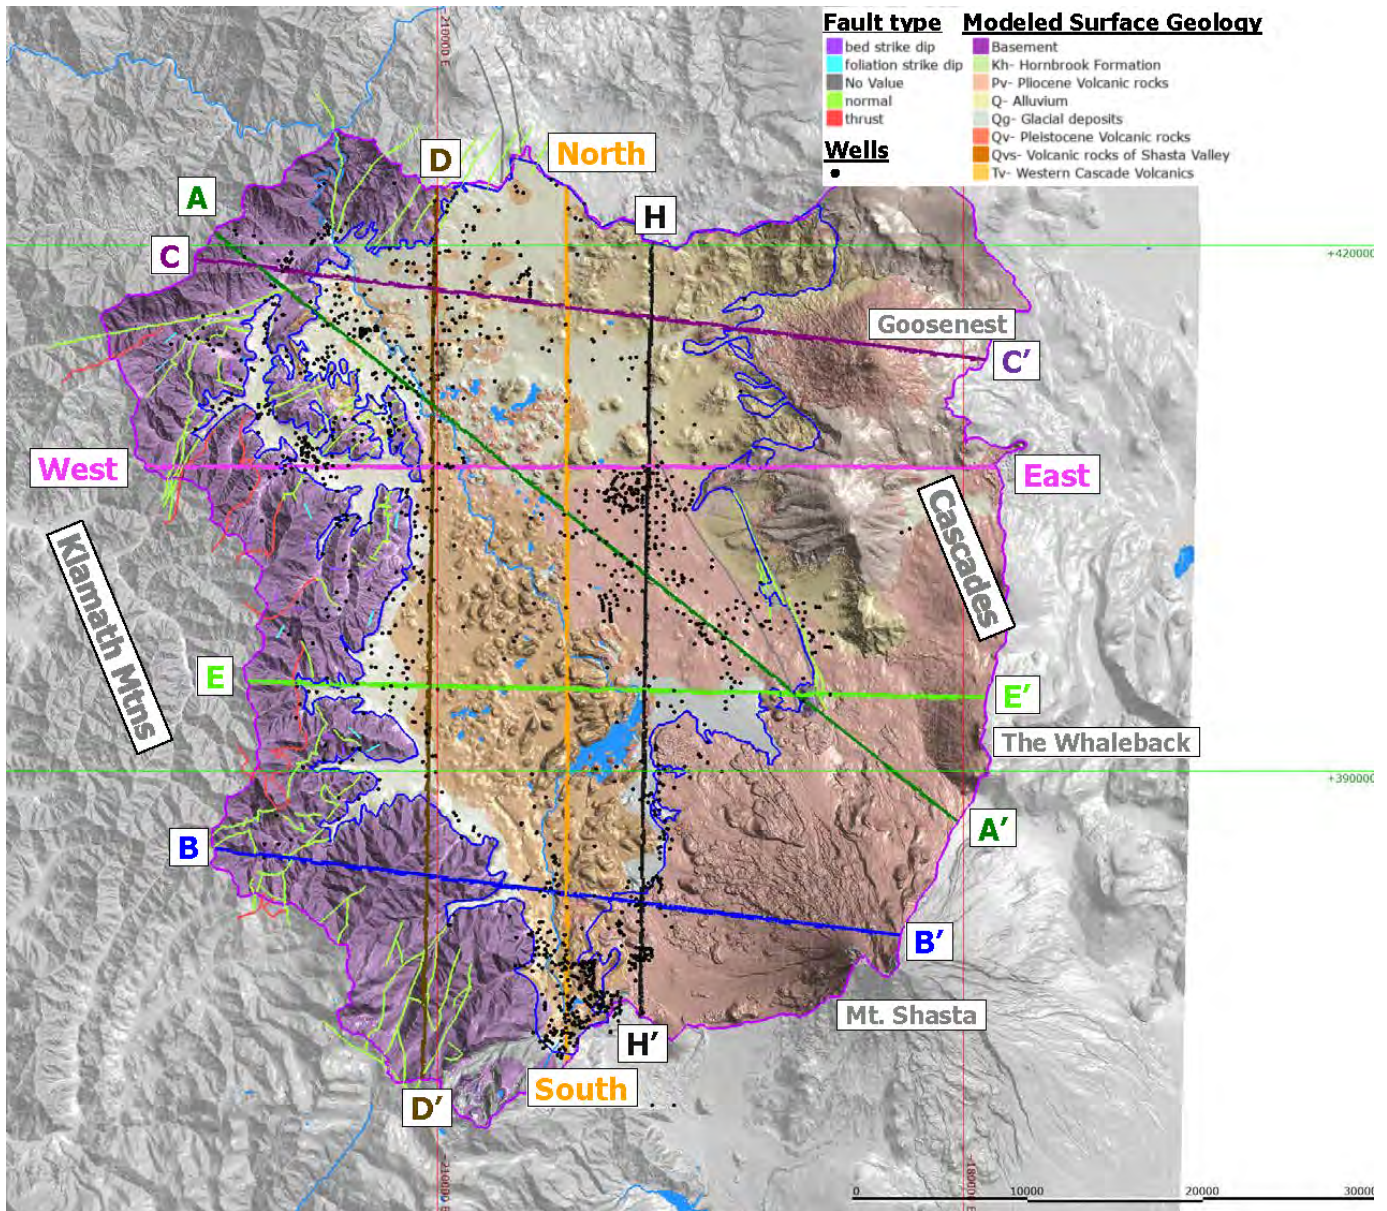 Fault type
bed strike dip
foliation strike dip
No Value
normal
thrust
Wells
Modeled Surface Geology
Basement
Kh- Hornbrook Formation
Pv- Pliocene Volcanic rocks
Q- Alluvium
Qg- Glacial deposits
Qv- Pleistocene Volcanic rocks
Qvs- Volcanic rocks of Shasta Valley
Tv- Western Cascade Volcanics
-210000 E
D
North
A
H
C
+420000
Goosenest
C'
West
East
Cascades
Klamath Mtns
E
E'
The Whaleback
+390000
A'
B
B'
Mt. Shasta
H'
South
D'
-210000 E
-180000 E
0
10000
20000
30000